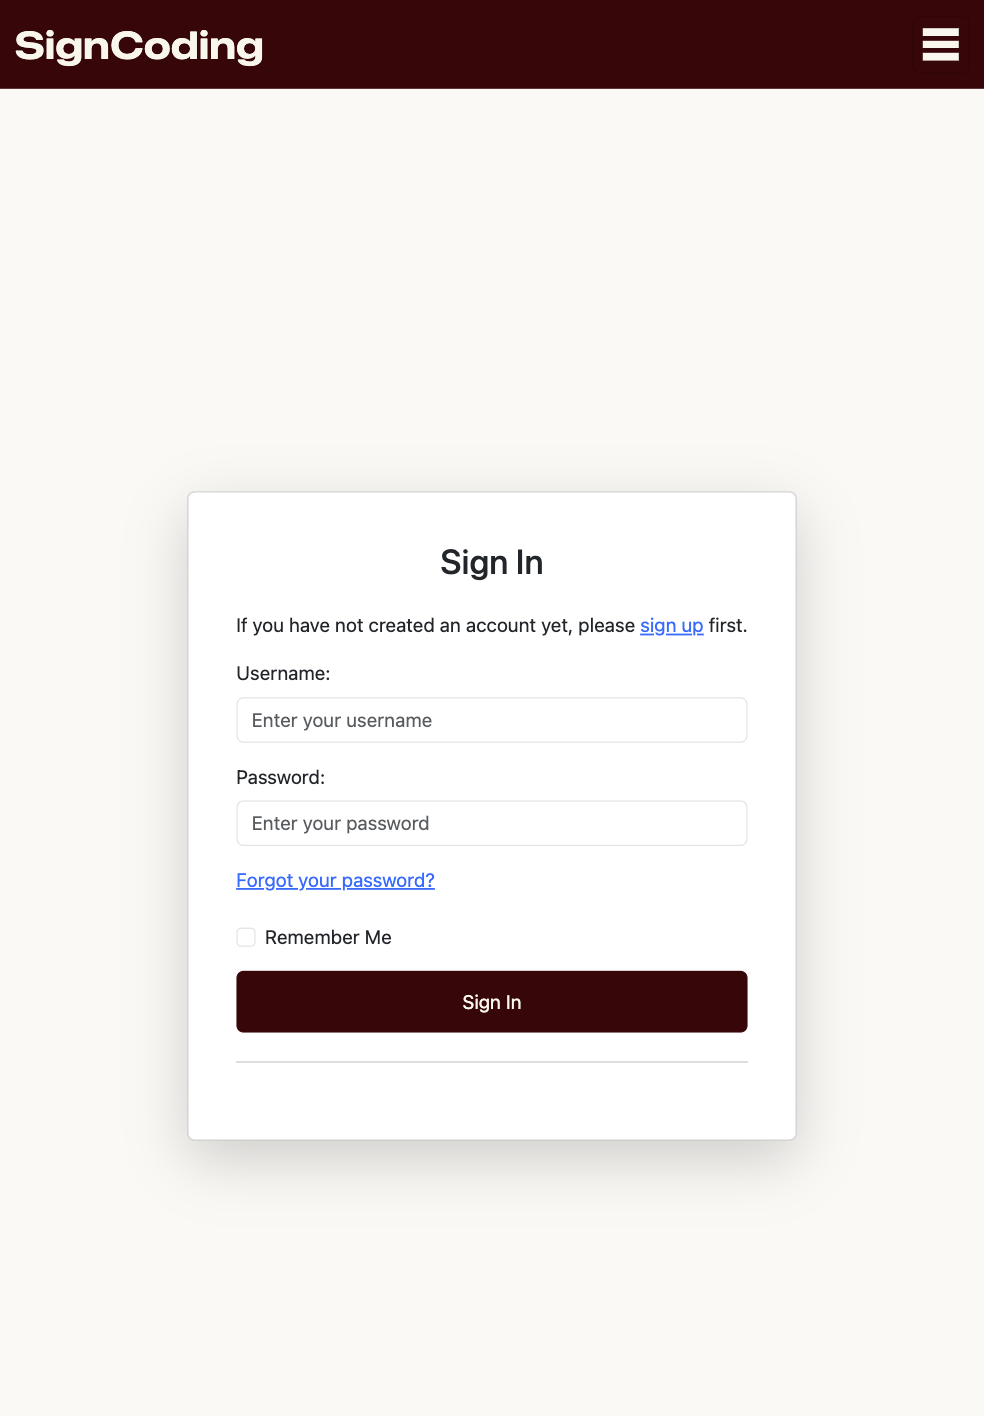 SignCoding
Sign In
If you have not created an account yet, please sign up first.
Username:
Enter your username
Password:
Enter your password
Forgot your password?
Remember Me
Sign In